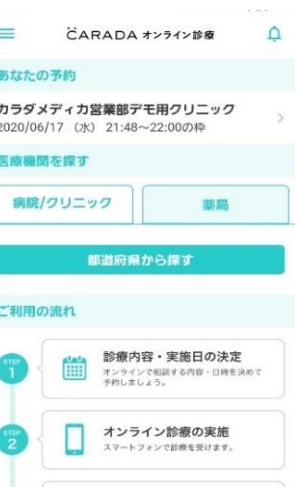 CARADA オンライン診療
あなたの予約
カラダメディカ営業部デモ用クリニック
2020/06/17 （水） 21:48～22:00の枠
医療機関を探す
病院/クリニック
薬局
都道府県から探す
ご利用の流れ
STEP
1
診療内容・実施日の決定
オンラインで相談する内容・日時を決めて
予約しましょう。
STEP
2
オンライン診療の実施
スマートフォンで診療を受けます。